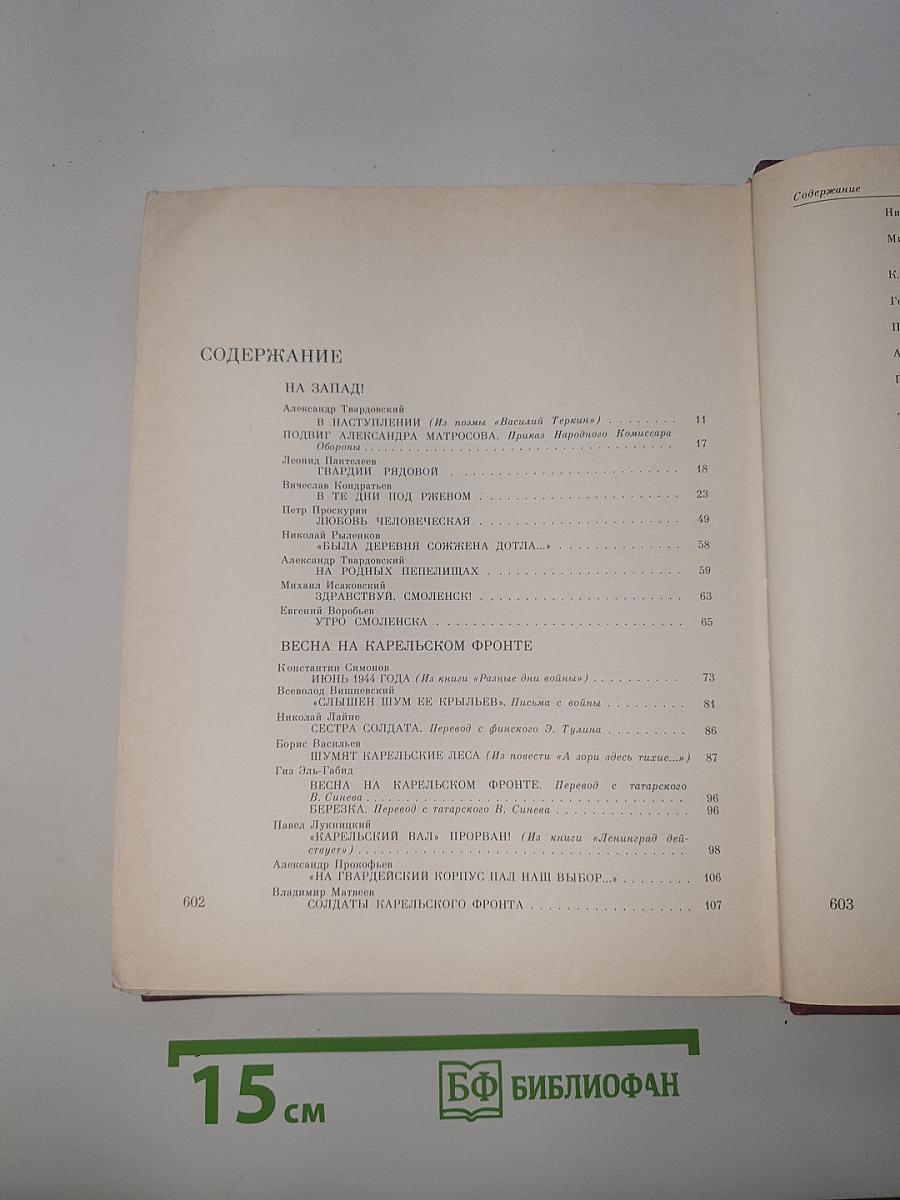 СОДЕРЖАНИЕ
НА ЗАПАД!
Александр Твардовский
В НАСТУПЛЕНИИ (Из поэмы «Василий Теркин») . . . . . . . . 11
ПОДВИГ АЛЕКСАНДРА МАТРОСОВА. Приказ Народного Комиссара
Обороны . . . . . . . . . . . . . . . . . . . . . . . . . . . . . . 17
Леонид Пантелеев
ГВАРДИИ РЯДОВОЙ . . . . . . . . . . . . . . . . . . . . . . . 18
Вячеслав Кондратьев
В ТЕ ДНИ ПОД РЖЕВОМ . . . . . . . . . . . . . . . . . . . . 23
Петр Проскурин
ЛЮБОВЬ ЧЕЛОВЕЧЕСКАЯ . . . . . . . . . . . . . . . . . . . . 49
Николай Рыленков
«БЫЛА ДЕРЕВНЯ СОЖЖЕНА ДОТЛА...» . . . . . . . . . . . . 58
Александр Твардовский
НА РОДНЫХ ПЕПЕЛИЩАХ . . . . . . . . . . . . . . . . . . . 59
Михаил Исаковский
ЗДРАВСТВУЙ, СМОЛЕНСК! . . . . . . . . . . . . . . . . . . . . 63
Евгений Воробьев
УТРО СМОЛЕНСКА . . . . . . . . . . . . . . . . . . . . . . . . 65
ВЕСНА НА КАРЕЛЬСКОМ ФРОНТЕ
Константин Симонов
ИЮНЬ 1944 ГОДА (Из книги «Разные дни войны») . . . . . . . . . . 73
Всеволод Вишневский
«СЛЫШЕН ШУМ ЕЕ КРЫЛЬЕВ». Письма с войны . . . . . . . . . 81
Николай Лайне
СЕСТРА СОЛДАТА. Перевод с финского Э. Тулина . . . . . . . . . 86
Борис Васильев
ШУМЯТ КАРЕЛЬСКИЕ ЛЕСА (Из повести «А зори здесь тихие...») 87
Гиз Эль-Габид
ВЕСНА НА КАРЕЛЬСКОМ ФРОНТЕ. Перевод с татарского
В. Синева . . . . . . . . . . . . . . . . . . . . . . . . . . . . . . 96
БЕРЕЗКА. Перевод с татарского В. Синева . . . . . . . . . . . . . . 96
Павел Лукницкий
«КАРЕЛЬСКИЙ ВАЛ» ПРОРВАН! (Из книги «Ленинград дей-
ствует») . . . . . . . . . . . . . . . . . . . . . . . . . . . . . . . 98
Александр Прокофьев
«НА ГВАРДЕЙСКИЙ КОРПУС ПАЛ НАШ ВЫБОР...» . . . . . . . . 106
Владимир Матвеев
СОЛДАТЫ КАРЕЛЬСКОГО ФРОНТА . . . . . . . . . . . . . . . . 107
602
Содержание
Ни
К.
П
А
603
15 см
БФ БИБЛИОФАН